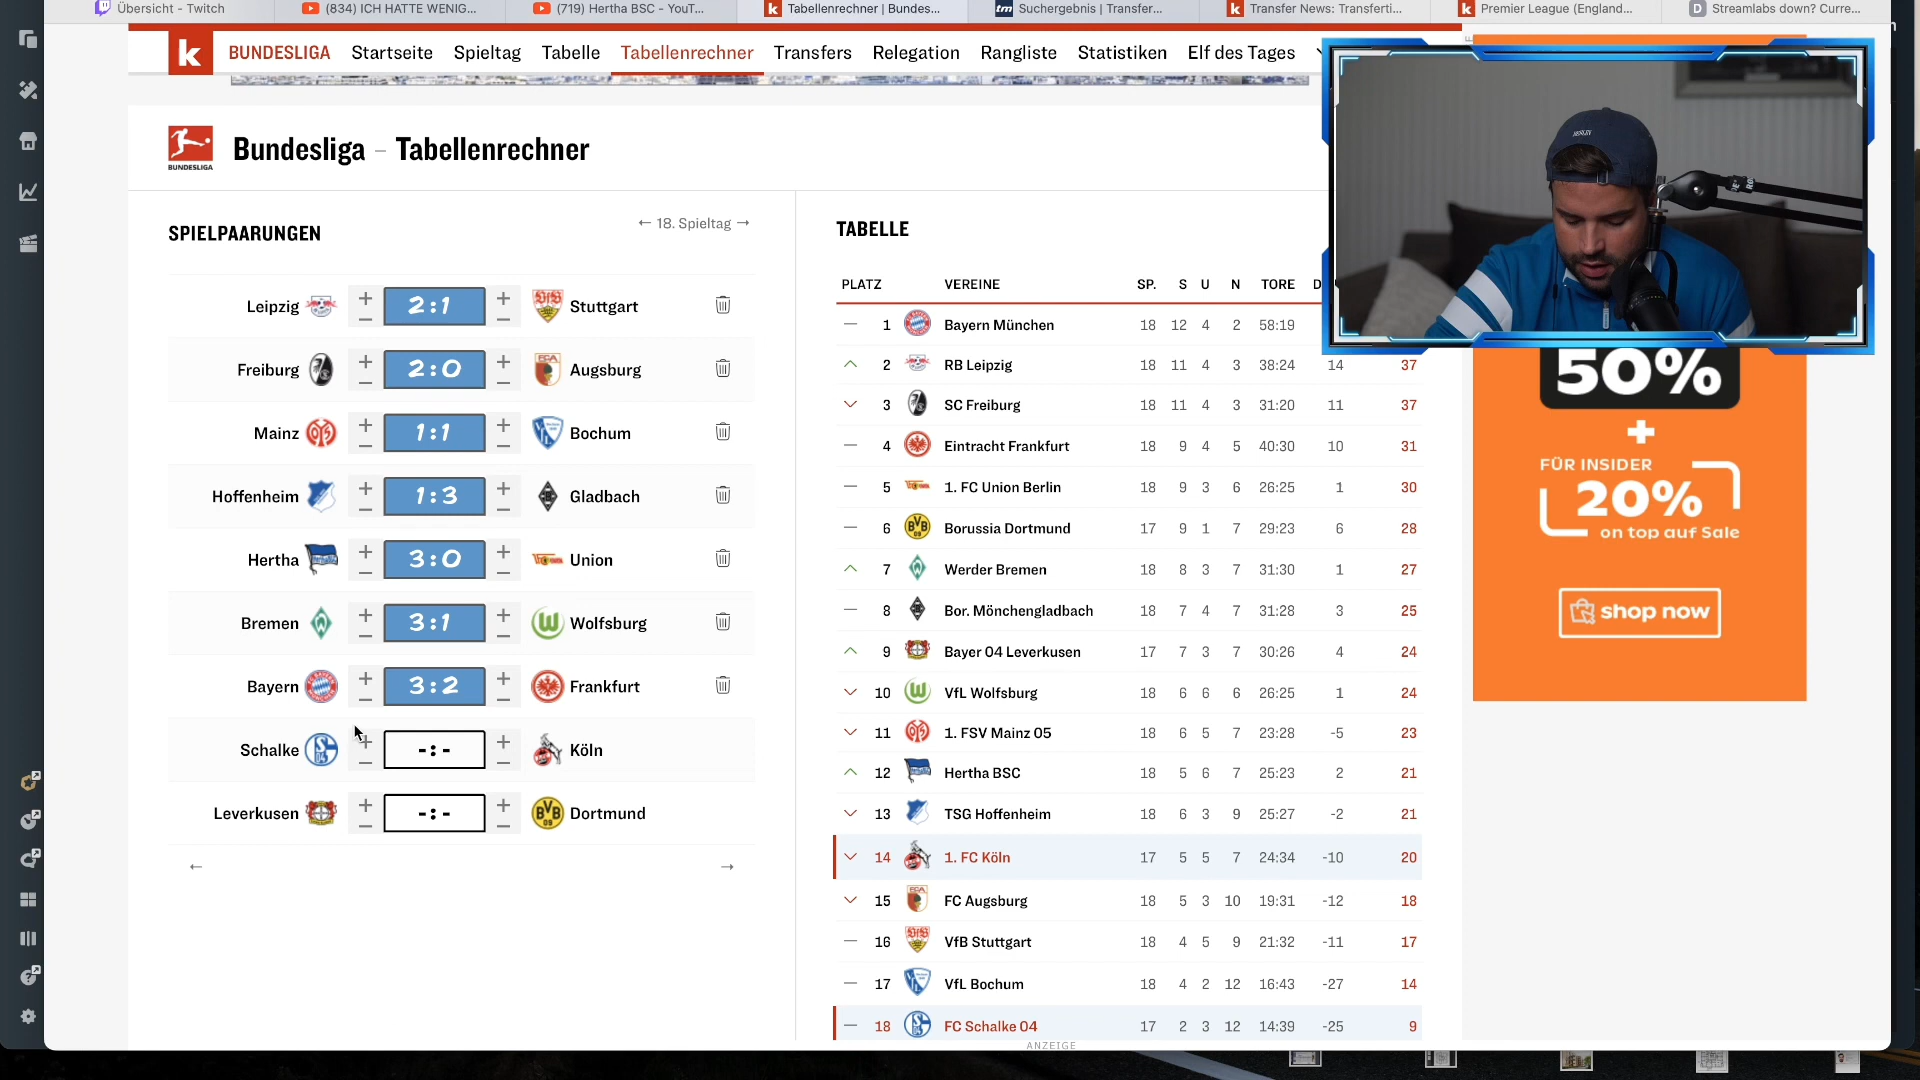 Übersicht - Twitch
(834) ICH HATTE WENIG...
(719) Hertha BSC - YouT...
Tabellenrechner | Bundes...
Suchergebnis | Transfer...
Transfer News: Transferti...
Premier League (England...
Streamlabs down? Curre...
k BUNDESLIGA Startseite Spieltag Tabelle Tabellenrechner Transfers Relegation Rangliste Statistiken Elf des Tages
BUNDESLIGA
Bundesliga – Tabellenrechner
SPIELPAARUNGEN
← 18. Spieltag →
Leipzig + − 2:1 + − Stuttgart
Freiburg + − 2:0 + − Augsburg
Mainz + − 1:1 + − Bochum
Hoffenheim + − 1:3 + − Gladbach
Hertha + − 3:0 + − Union
Bremen + − 3:1 + − Wolfsburg
Bayern + − 3:2 + − Frankfurt
Schalke + − -:- + − Köln
Leverkusen + − -:- + − Dortmund
← →
TABELLE
PLATZ VEREINE SP. S U N TORE D
1 Bayern München 18 12 4 2 58:19
2 RB Leipzig 18 11 4 3 38:24 14 37
3 SC Freiburg 18 11 4 3 31:20 11 37
4 Eintracht Frankfurt 18 9 4 5 40:30 10 31
5 1. FC Union Berlin 18 9 3 6 26:25 1 30
6 Borussia Dortmund 17 9 1 7 29:23 6 28
7 Werder Bremen 18 8 3 7 31:30 1 27
8 Bor. Mönchengladbach 18 7 4 7 31:28 3 25
9 Bayer 04 Leverkusen 17 7 3 7 30:26 4 24
10 VfL Wolfsburg 18 6 6 6 26:25 1 24
11 1. FSV Mainz 05 18 6 5 7 23:28 -5 23
12 Hertha BSC 18 5 6 7 25:23 2 21
13 TSG Hoffenheim 18 6 3 9 25:27 -2 21
14 1. FC Köln 17 5 5 7 24:34 -10 20
15 FC Augsburg 18 5 3 10 19:31 -12 18
16 VfB Stuttgart 18 4 5 9 21:32 -11 17
17 VfL Bochum 18 4 2 12 16:43 -27 14
18 FC Schalke 04 17 2 3 12 14:39 -25 9
ANZEIGE
BERLIN
50%
+
FÜR INSIDER
20%
on top auf Sale
shop now